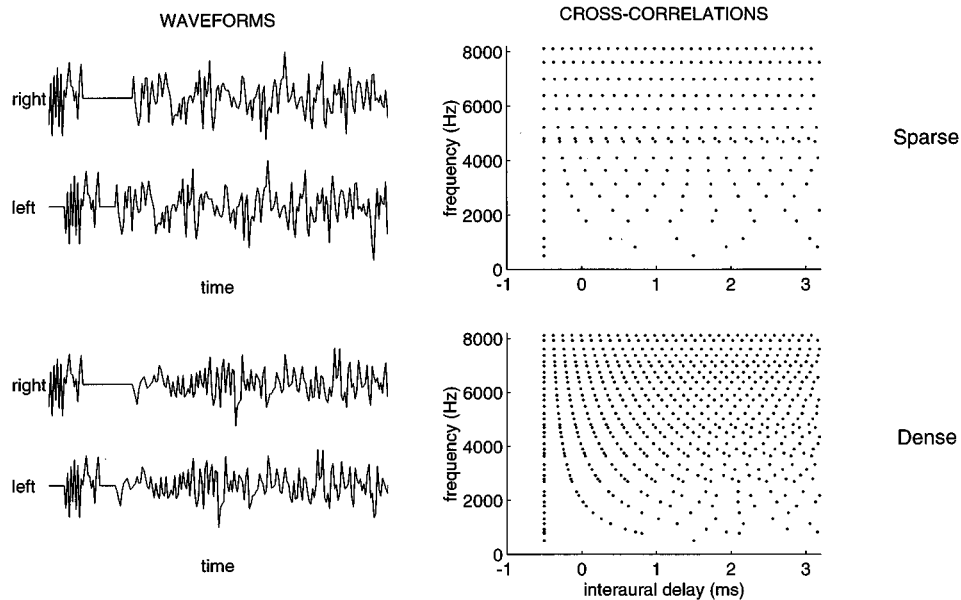 WAVEFORMS
CROSS-CORRELATIONS
right
left
time
8000
6000
4000
2000
0
frequency (Hz)
-1 0 1 2 3
Sparse
right
left
time
8000
6000
4000
2000
0
frequency (Hz)
-1 0 1 2 3
interaural delay (ms)
Dense